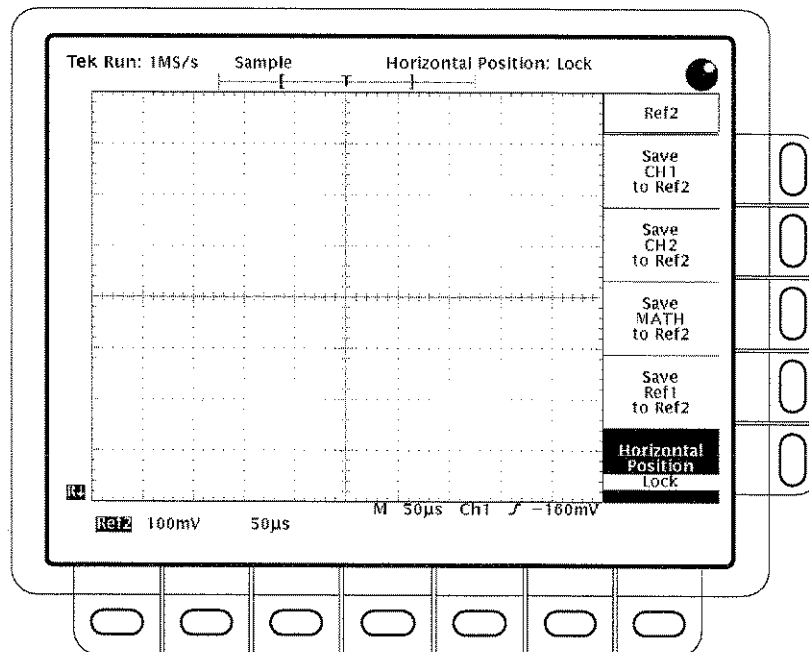 Tek Run: 1MS/s Sample Horizontal Position: Lock
[ T ]
Ref2
Save
CH1
to Ref2
Save
CH2
to Ref2
Save
MATH
to Ref2
Save
Ref1
to Ref2
Horizontal
Position
Lock
R↓
M 50µs Ch1 ʃ −160mV
Ref2 100mV 50µs